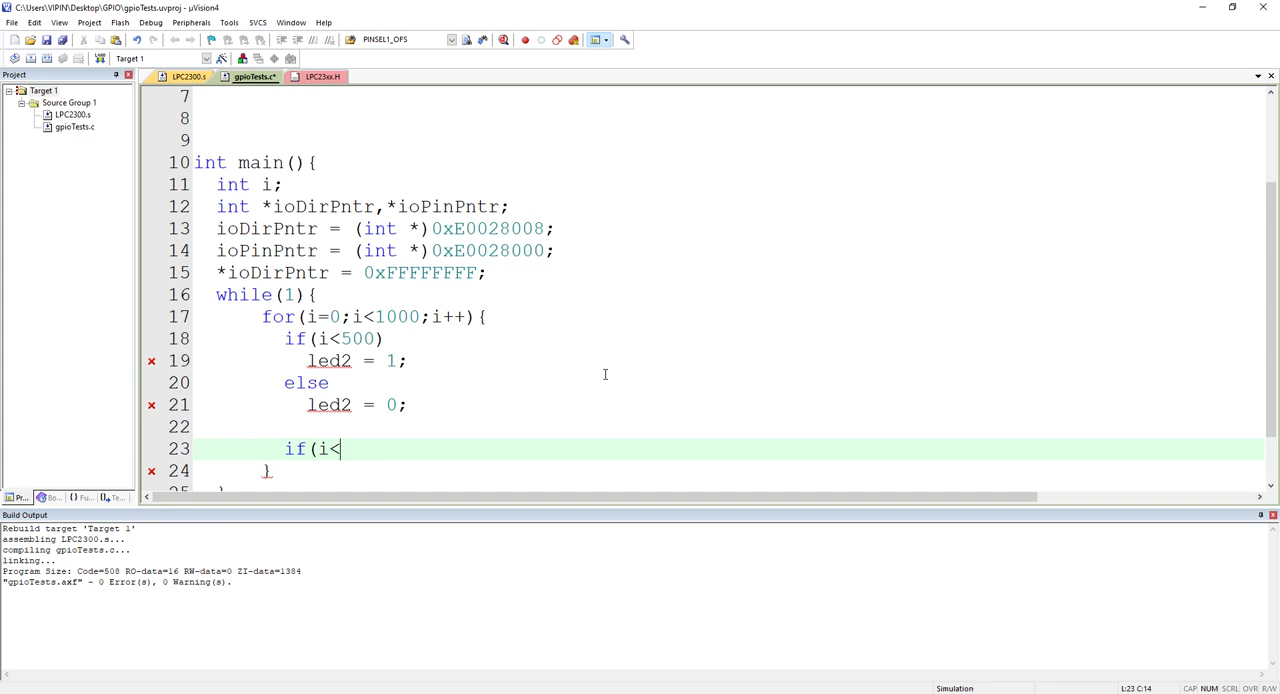 C:\Users\VIPIN\Desktop\GPIO\gpioTests.uvproj - µVision4
File Edit View Project Flash Debug Peripherals Tools SVCS Window Help
PINSEL1_OFS
Target 1
Project
LPC2300.s gpioTests.c* LPC23xx.H
Target 1
Source Group 1
LPC2300.s
gpioTests.c
7
8
9
10 int main(){
11 int i;
12 int *ioDirPntr,*ioPinPntr;
13 ioDirPntr = (int *)0xE0028008;
14 ioPinPntr = (int *)0xE0028000;
15 *ioDirPntr = 0xFFFFFFFF;
16 while(1){
17 for(i=0;i<1000;i++){
18 if(i<500)
19 led2 = 1;
20 else
21 led2 = 0;
22
23 if(i<
24 }
25 }
Pr... Bo... {} Fu... Te...
Build Output
Rebuild target 'Target 1'
assembling LPC2300.s...
compiling gpioTests.c...
linking...
Program Size: Code=508 RO-data=16 RW-data=0 ZI-data=1384
"gpioTests.axf" - 0 Error(s), 0 Warning(s).
Simulation L:23 C:14 CAP NUM SCRL OVR R/W